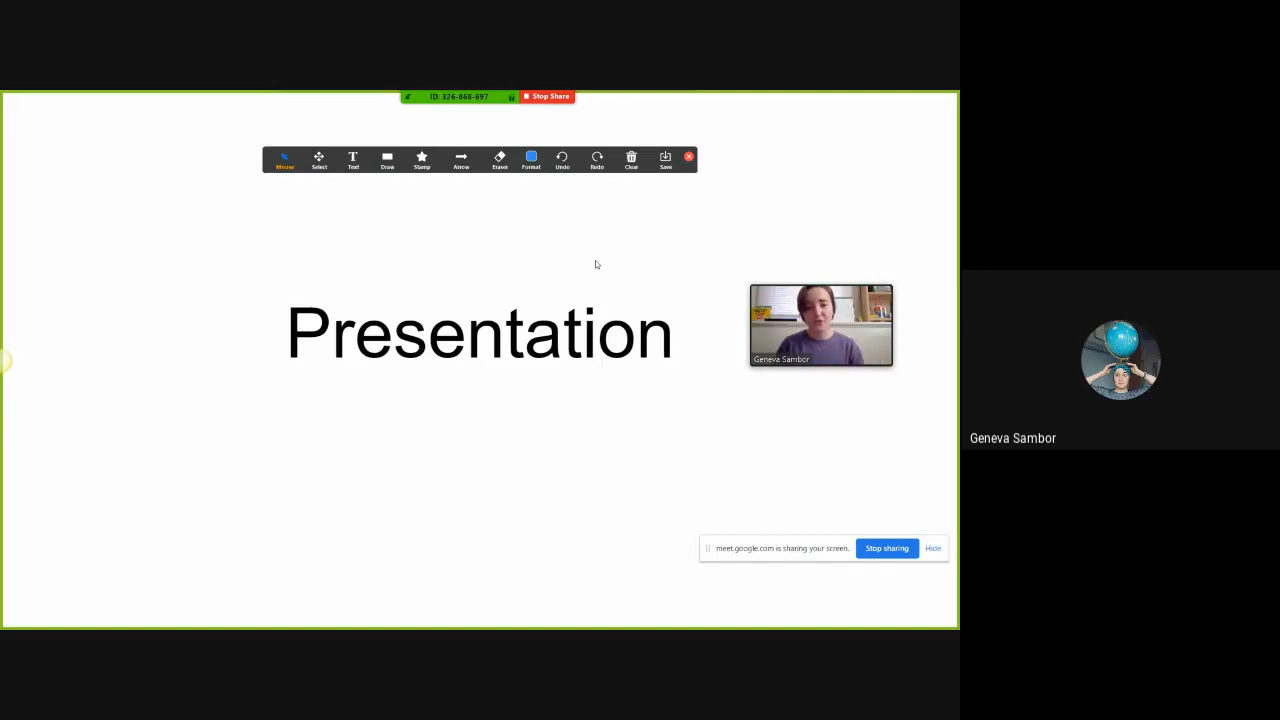 ID: 326-868-697 Stop Share
Mouse Select Text Draw Stamp Arrow Eraser Format Undo Redo Clear Save
Presentation
Geneva Sambor
Geneva Sambor
meet.google.com is sharing your screen. Stop sharing Hide